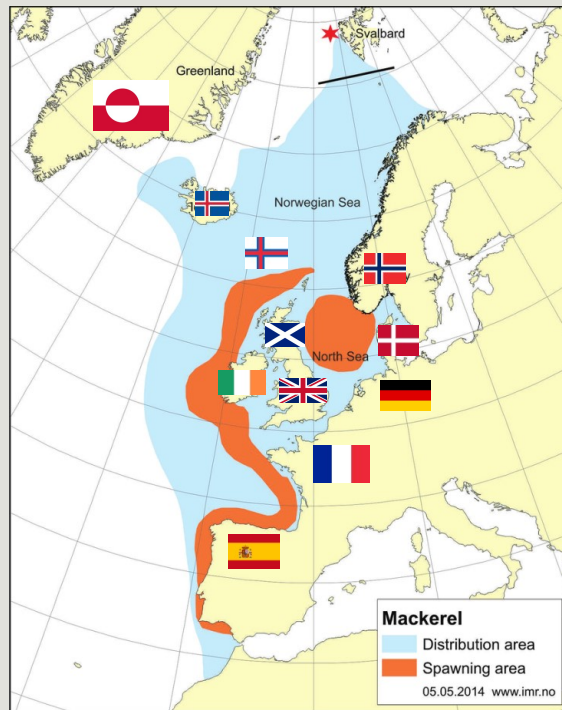 Svalbard
Greenland
Norwegian Sea
North Sea
Mackerel
Distribution area
Spawning area
05.05.2014 www.imr.no